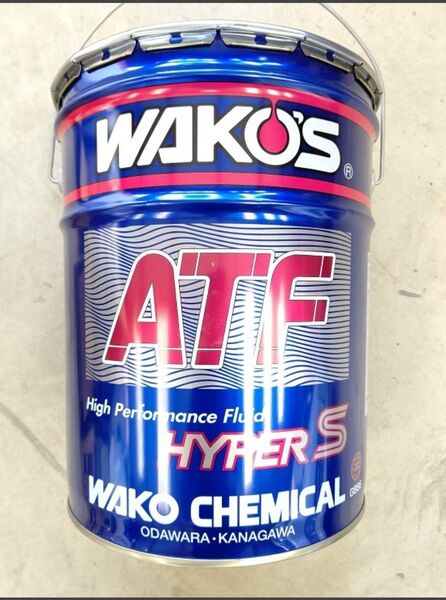 WAKO'S
®
ATF
High Performance Fluid
HYPER S
WAKO CHEMICAL
ODAWARA・KANAGAWA